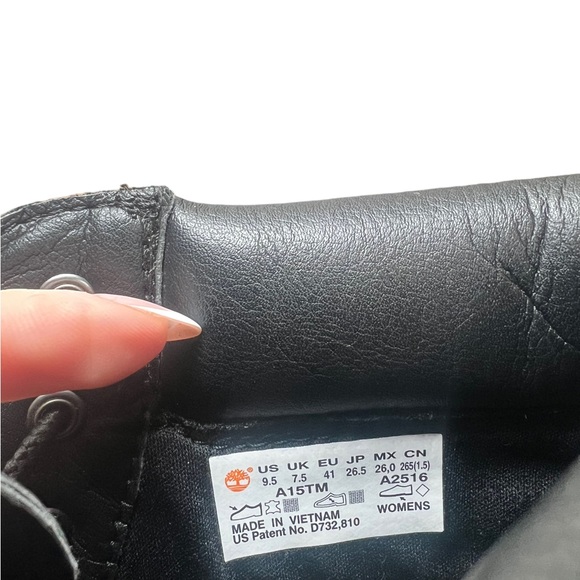 US UK EU JP MX CN
9.5 7.5 41 26.5 26,0 265(1.5)
A15TM A2516
WOMENS
MADE IN VIETNAM
US Patent No. D732,810